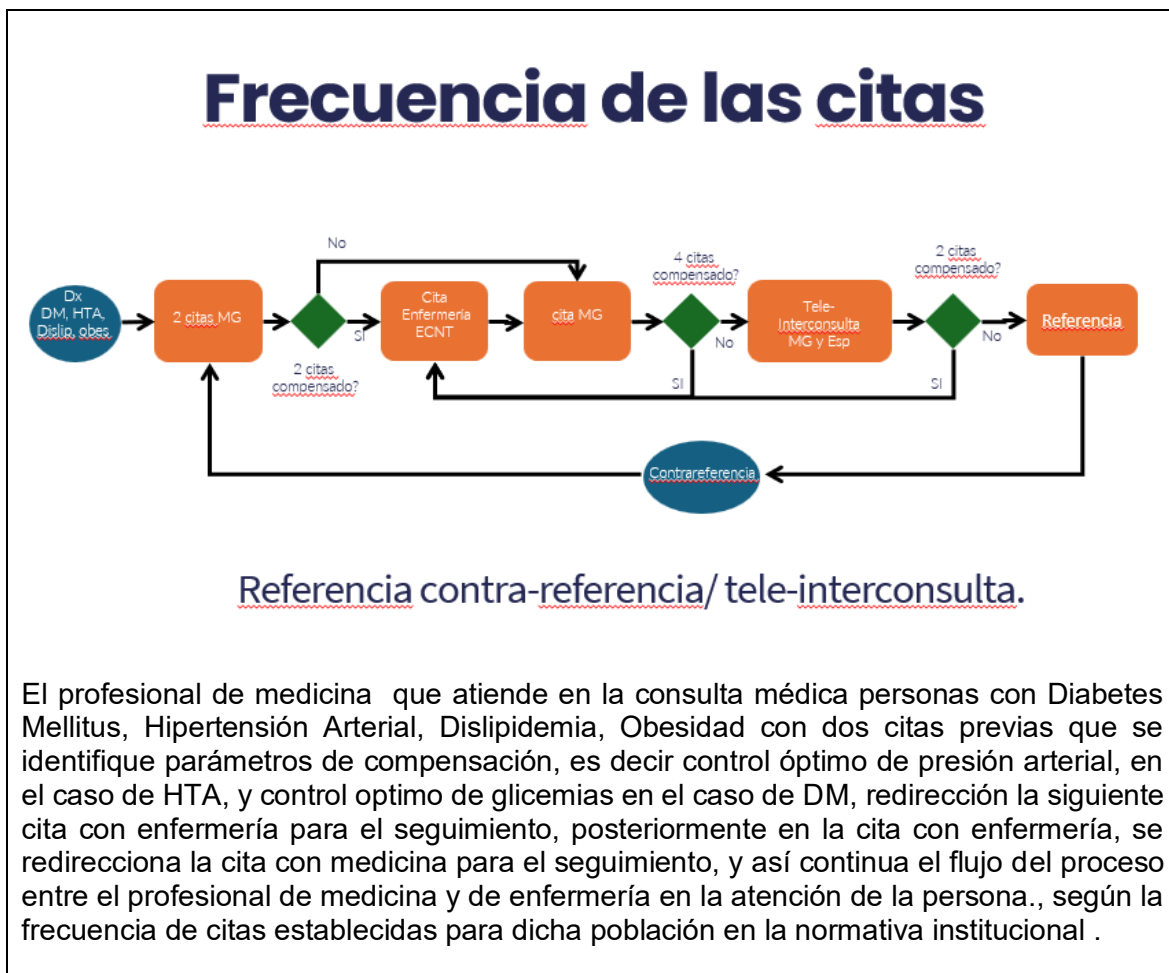 Frecuencia de las citas
No
4 citas
compensado?
2 citas
compensado?
Dx
DM, HTA,
Dislip, obes
2 citas MG
SI
2 citas
compensado?
Cita
Enfermería
ECNT
cita MG
No
SI
Tele-
Interconsulta
MG y Esp
No
SI
Referencia
Contrareferencia
Referencia contra-referencia/ tele-interconsulta.
El profesional de medicina que atiende en la consulta médica personas con Diabetes
Mellitus, Hipertensión Arterial, Dislipidemia, Obesidad con dos citas previas que se
identifique parámetros de compensación, es decir control óptimo de presión arterial, en
el caso de HTA, y control optimo de glicemias en el caso de DM, redirección la siguiente
cita con enfermería para el seguimiento, posteriormente en la cita con enfermería, se
redirecciona la cita con medicina para el seguimiento, y así continua el flujo del proceso
entre el profesional de medicina y de enfermería en la atención de la persona., según la
frecuencia de citas establecidas para dicha población en la normativa institucional .